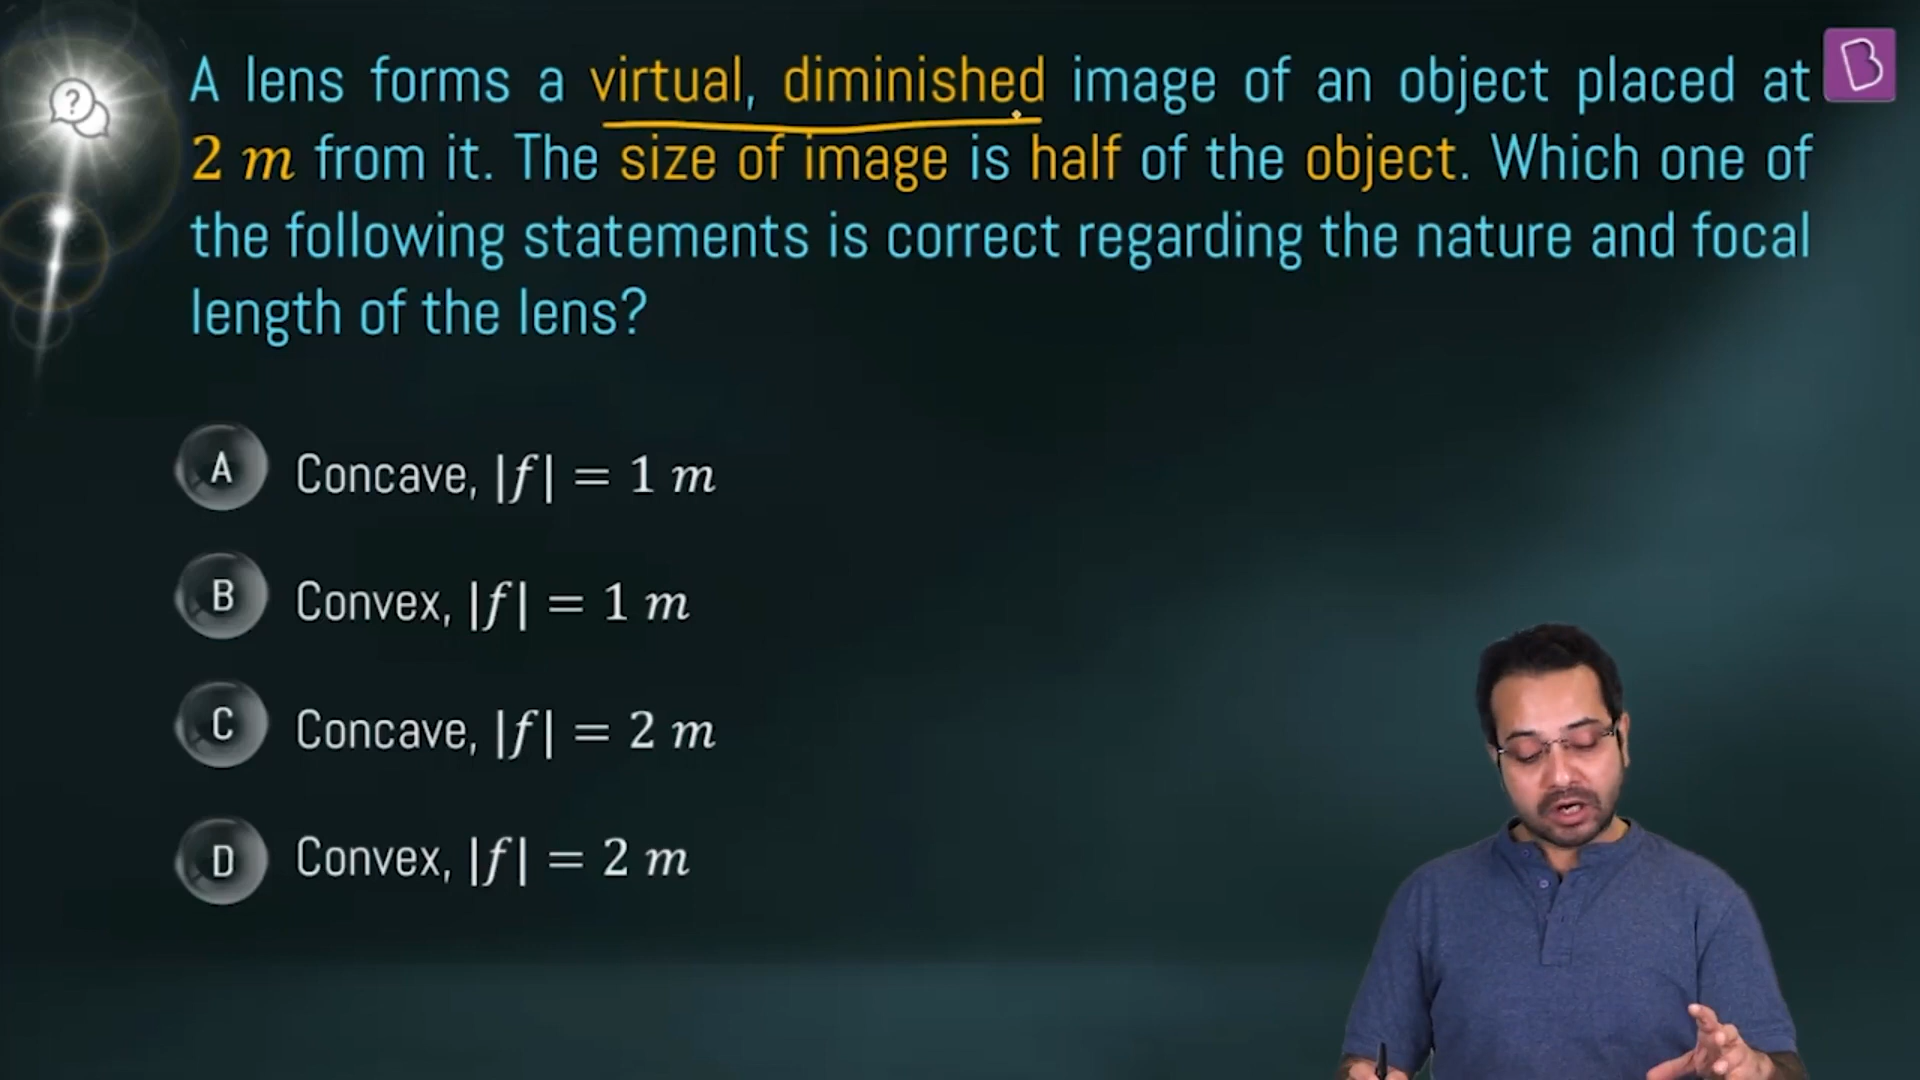 A lens forms a virtual, diminished image of an object placed at
2 m from it. The size of image is half of the object. Which one of
the following statements is correct regarding the nature and focal
length of the lens?
A Concave, |f| = 1 m
B Convex, |f| = 1 m
C Concave, |f| = 2 m
D Convex, |f| = 2 m